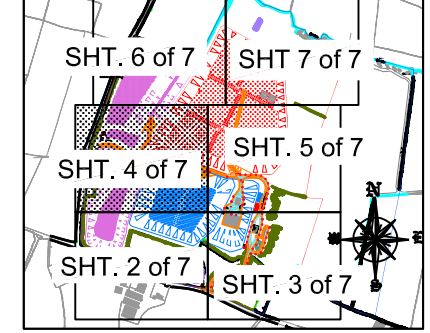 SHT. 6 of 7
SHT 7 of 7
SHT. 5 of 7
SHT. 4 of 7
SHT. 2 of 7
SHT. 3 of 7
N